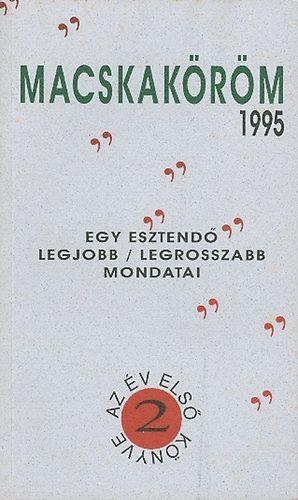 MACSKAKÖRÖM
1995
EGY ESZTENDŐ
LEGJOBB / LEGROSSZABB
MONDATAI
AZ ÉV ELSŐ KÖNYVE
2